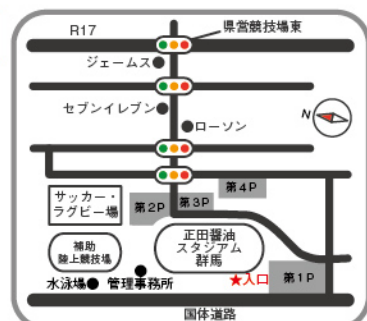 R17
県営競技場東
ジェームス
セブンイレブン
ローソン
N
第4P
サッカー・
ラグビー場
第2P
第3P
補助
陸上競技場
正田醤油
スタジアム
群馬
★入口
第1P
水泳場
管理事務所
国体道路